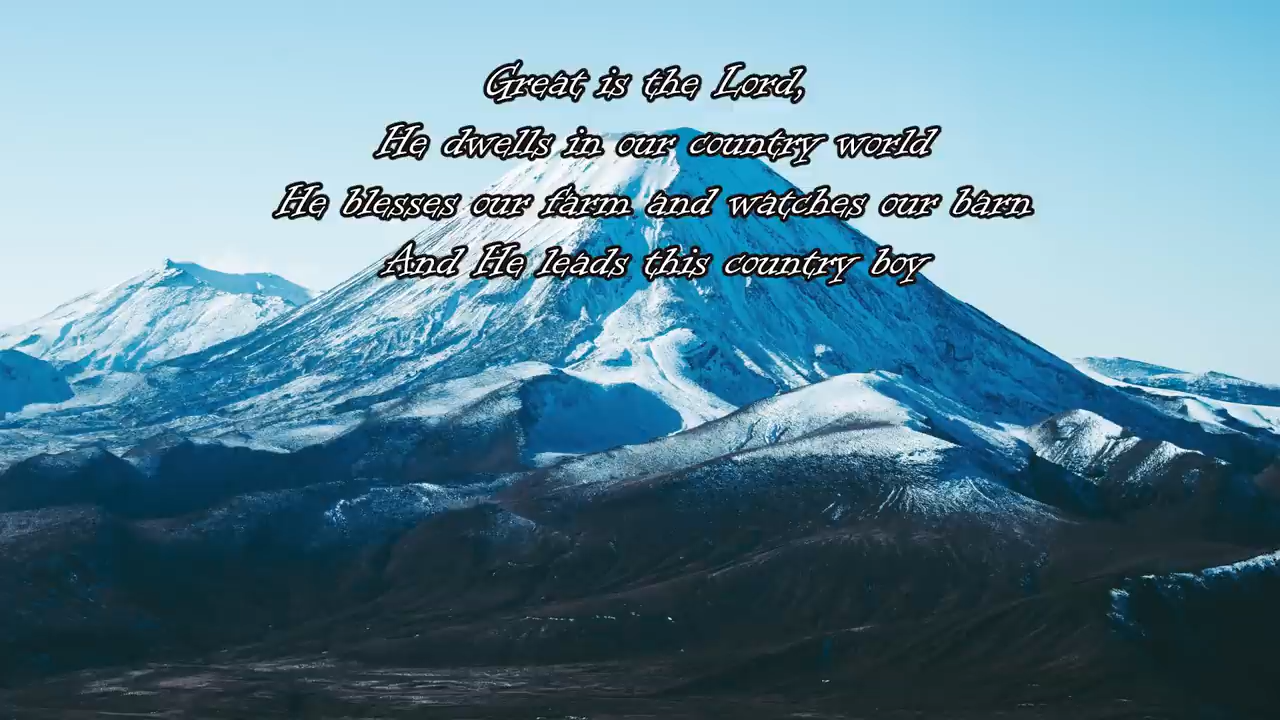 Great is the Lord,
He dwells in our country world
He blesses our farm and watches our barn
And He leads this country boy